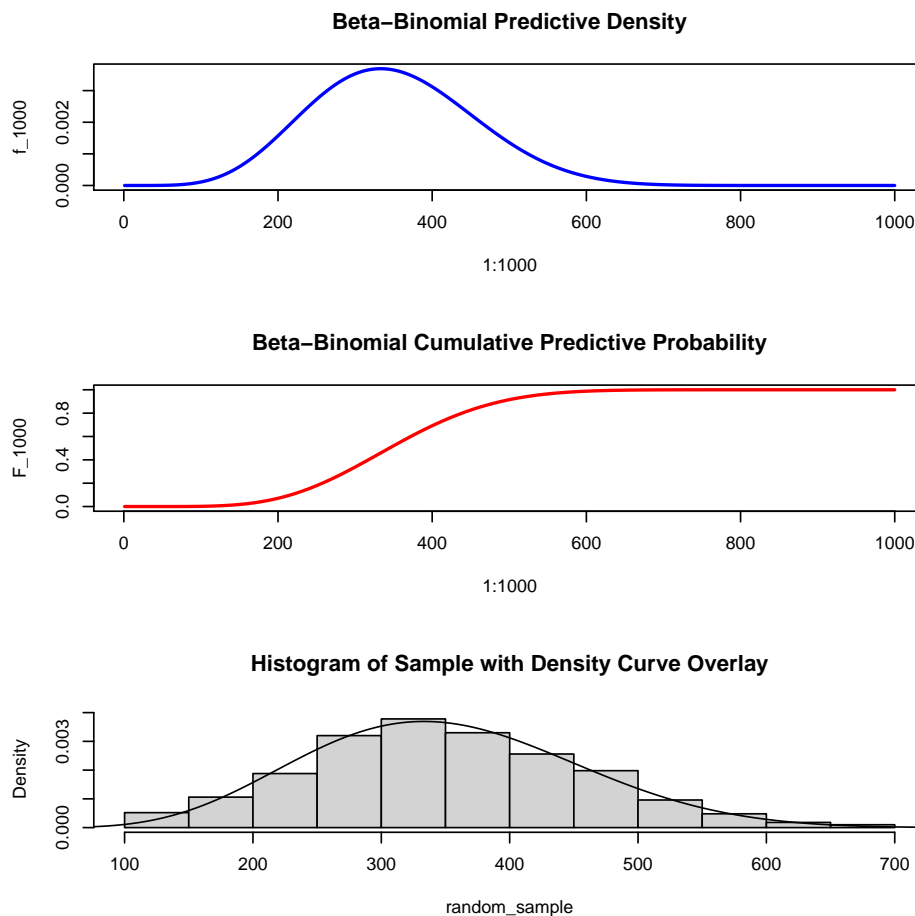 Beta−Binomial Predictive Density
f_1000
0.000 0.002
0 200 400 600 800 1000
1:1000
Beta−Binomial Cumulative Predictive Probability
F_1000
0.0 0.4 0.8
0 200 400 600 800 1000
1:1000
Histogram of Sample with Density Curve Overlay
Density
0.000 0.003
100 200 300 400 500 600 700
random_sample